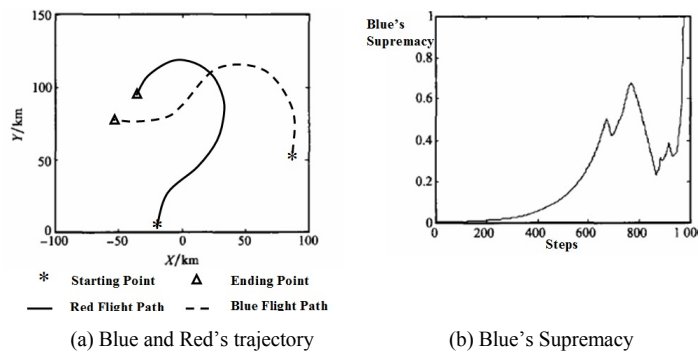 150
100
50
0
-100
-50
0
50
100
Y/km
X/km
* Starting Point
Δ Ending Point
Red Flight Path
Blue Flight Path
(a) Blue and Red's trajectory
Blue's
Supremacy
1
0.8
0.6
0.4
0.2
0
0
200
400
600
800
1 00
Steps
(b) Blue's Supremacy